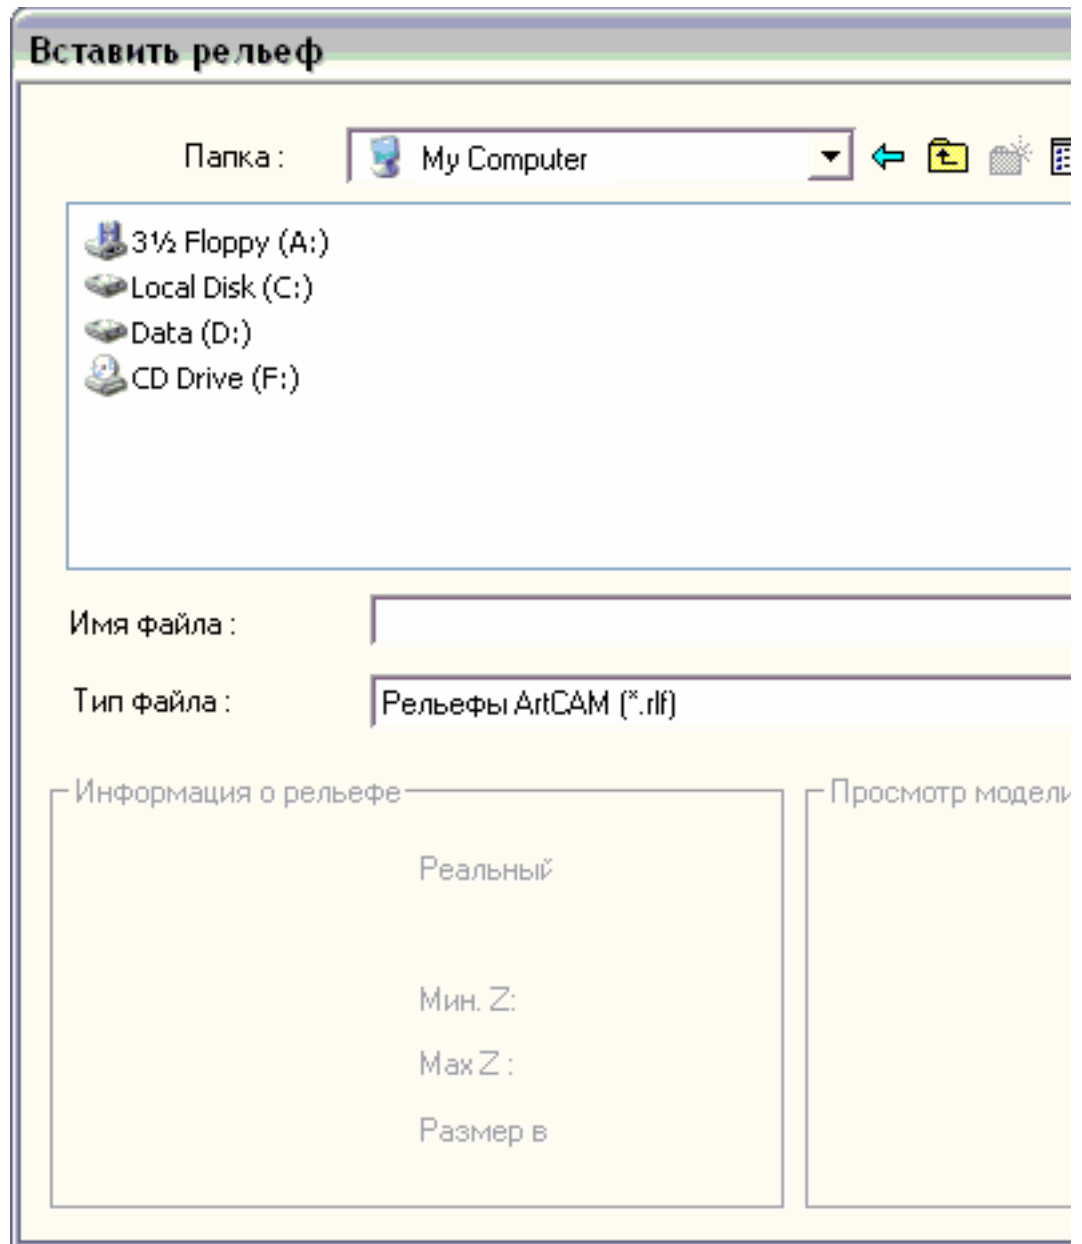 Вставить рельеф
Папка :
My Computer
3½ Floppy (A:)
Local Disk (C:)
Data (D:)
CD Drive (F:)
Имя файла :
Тип файла :
Рельефы ArtCAM (*.rlf)
Информация о рельефе
Просмотр модели
Реальный
Мин. Z:
Max Z :
Размер в